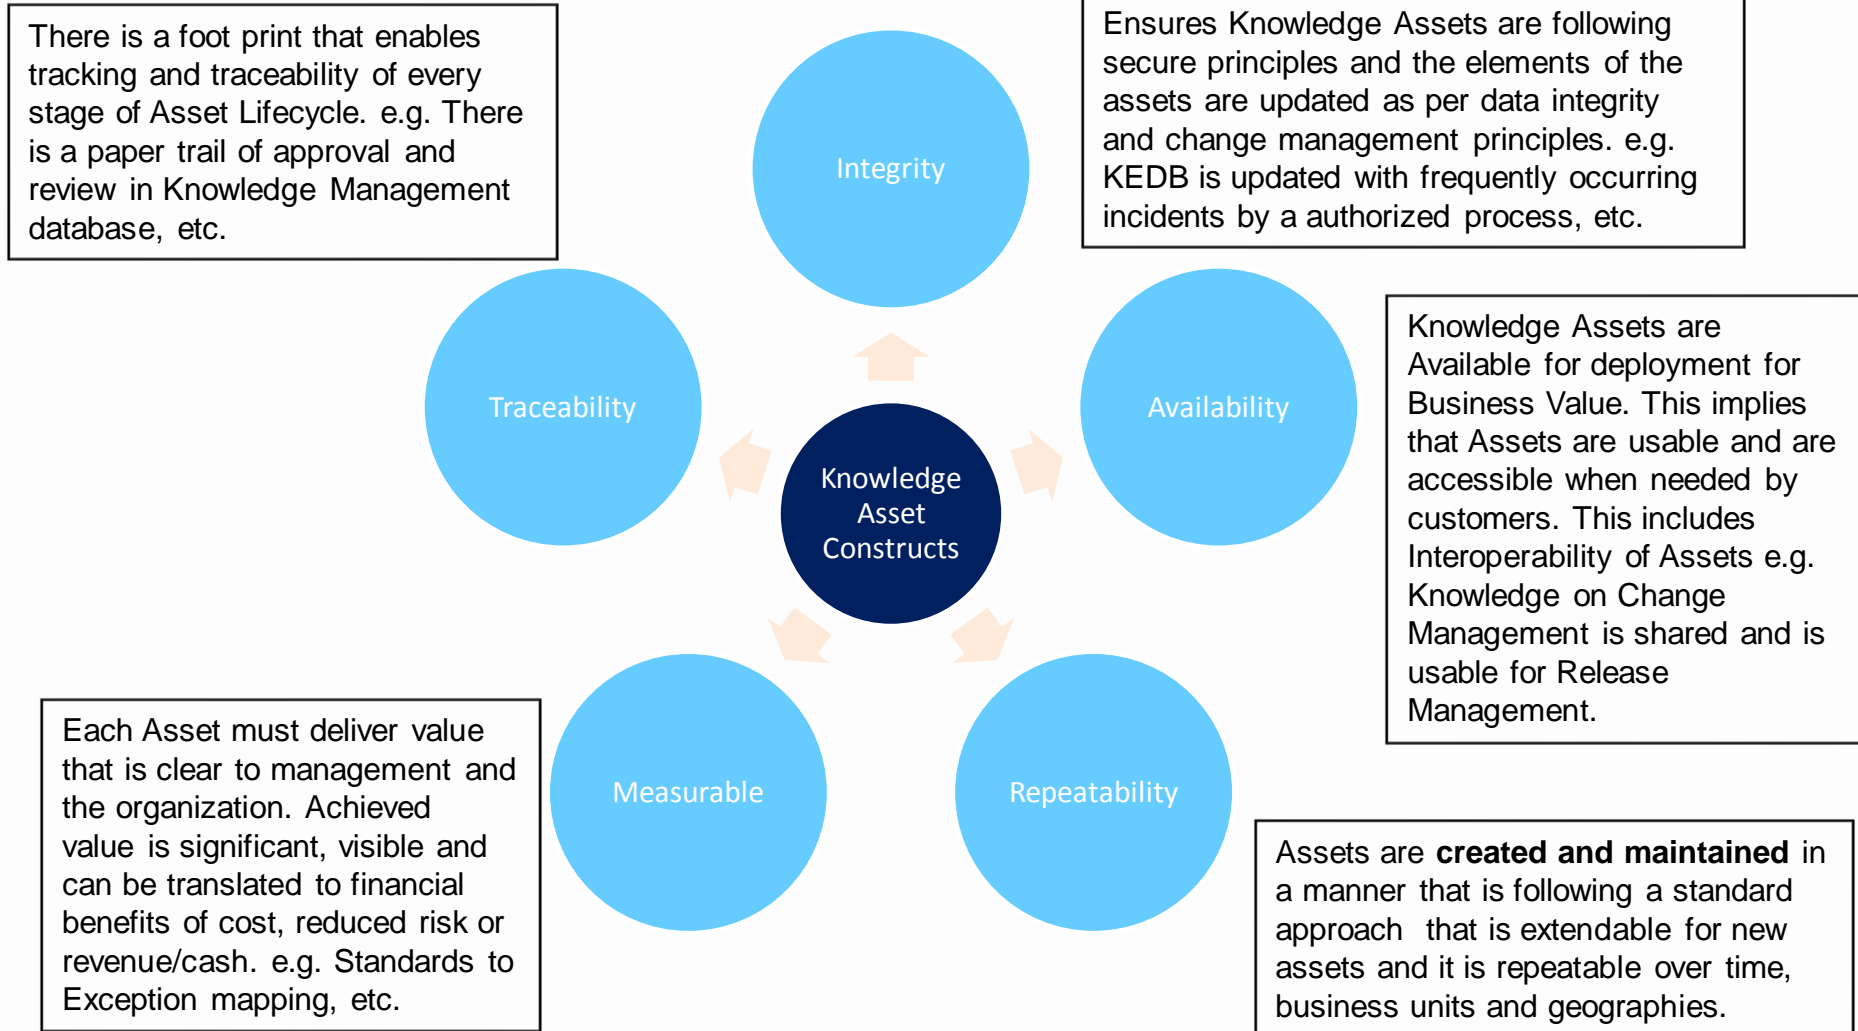 There is a foot print that enables
tracking and traceability of every
stage of Asset Lifecycle. e.g. There
is a paper trail of approval and
review in Knowledge Management
database, etc.
Integrity
Ensures Knowledge Assets are following
secure principles and the elements of the
assets are updated as per data integrity
and change management principles. e.g.
KEDB is updated with frequently occurring
incidents by a authorized process, etc.
Traceability
Availability
Knowledge Assets are
Available for deployment for
Business Value. This implies
that Assets are usable and are
accessible when needed by
customers. This includes
Interoperability of Assets e.g.
Knowledge on Change
Management is shared and is
usable for Release
Management.
Knowledge
Asset
Constructs
Each Asset must deliver value
that is clear to management and
the organization. Achieved
value is significant, visible and
can be translated to financial
benefits of cost, reduced risk or
revenue/cash. e.g. Standards to
Exception mapping, etc.
Measurable
Repeatability
Assets are created and maintained in
a manner that is following a standard
approach that is extendable for new
assets and it is repeatable over time,
business units and geographies.